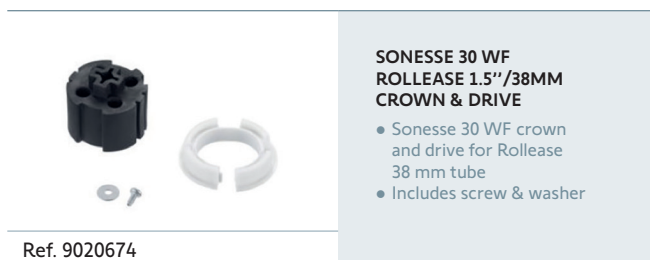 SONESSE 30 WF
ROLLEASE 1.5’’/38MM
CROWN & DRIVE
• Sonesse 30 WF crown
and drive for Rollease
38 mm tube
• Includes screw & washer
Ref. 9020674